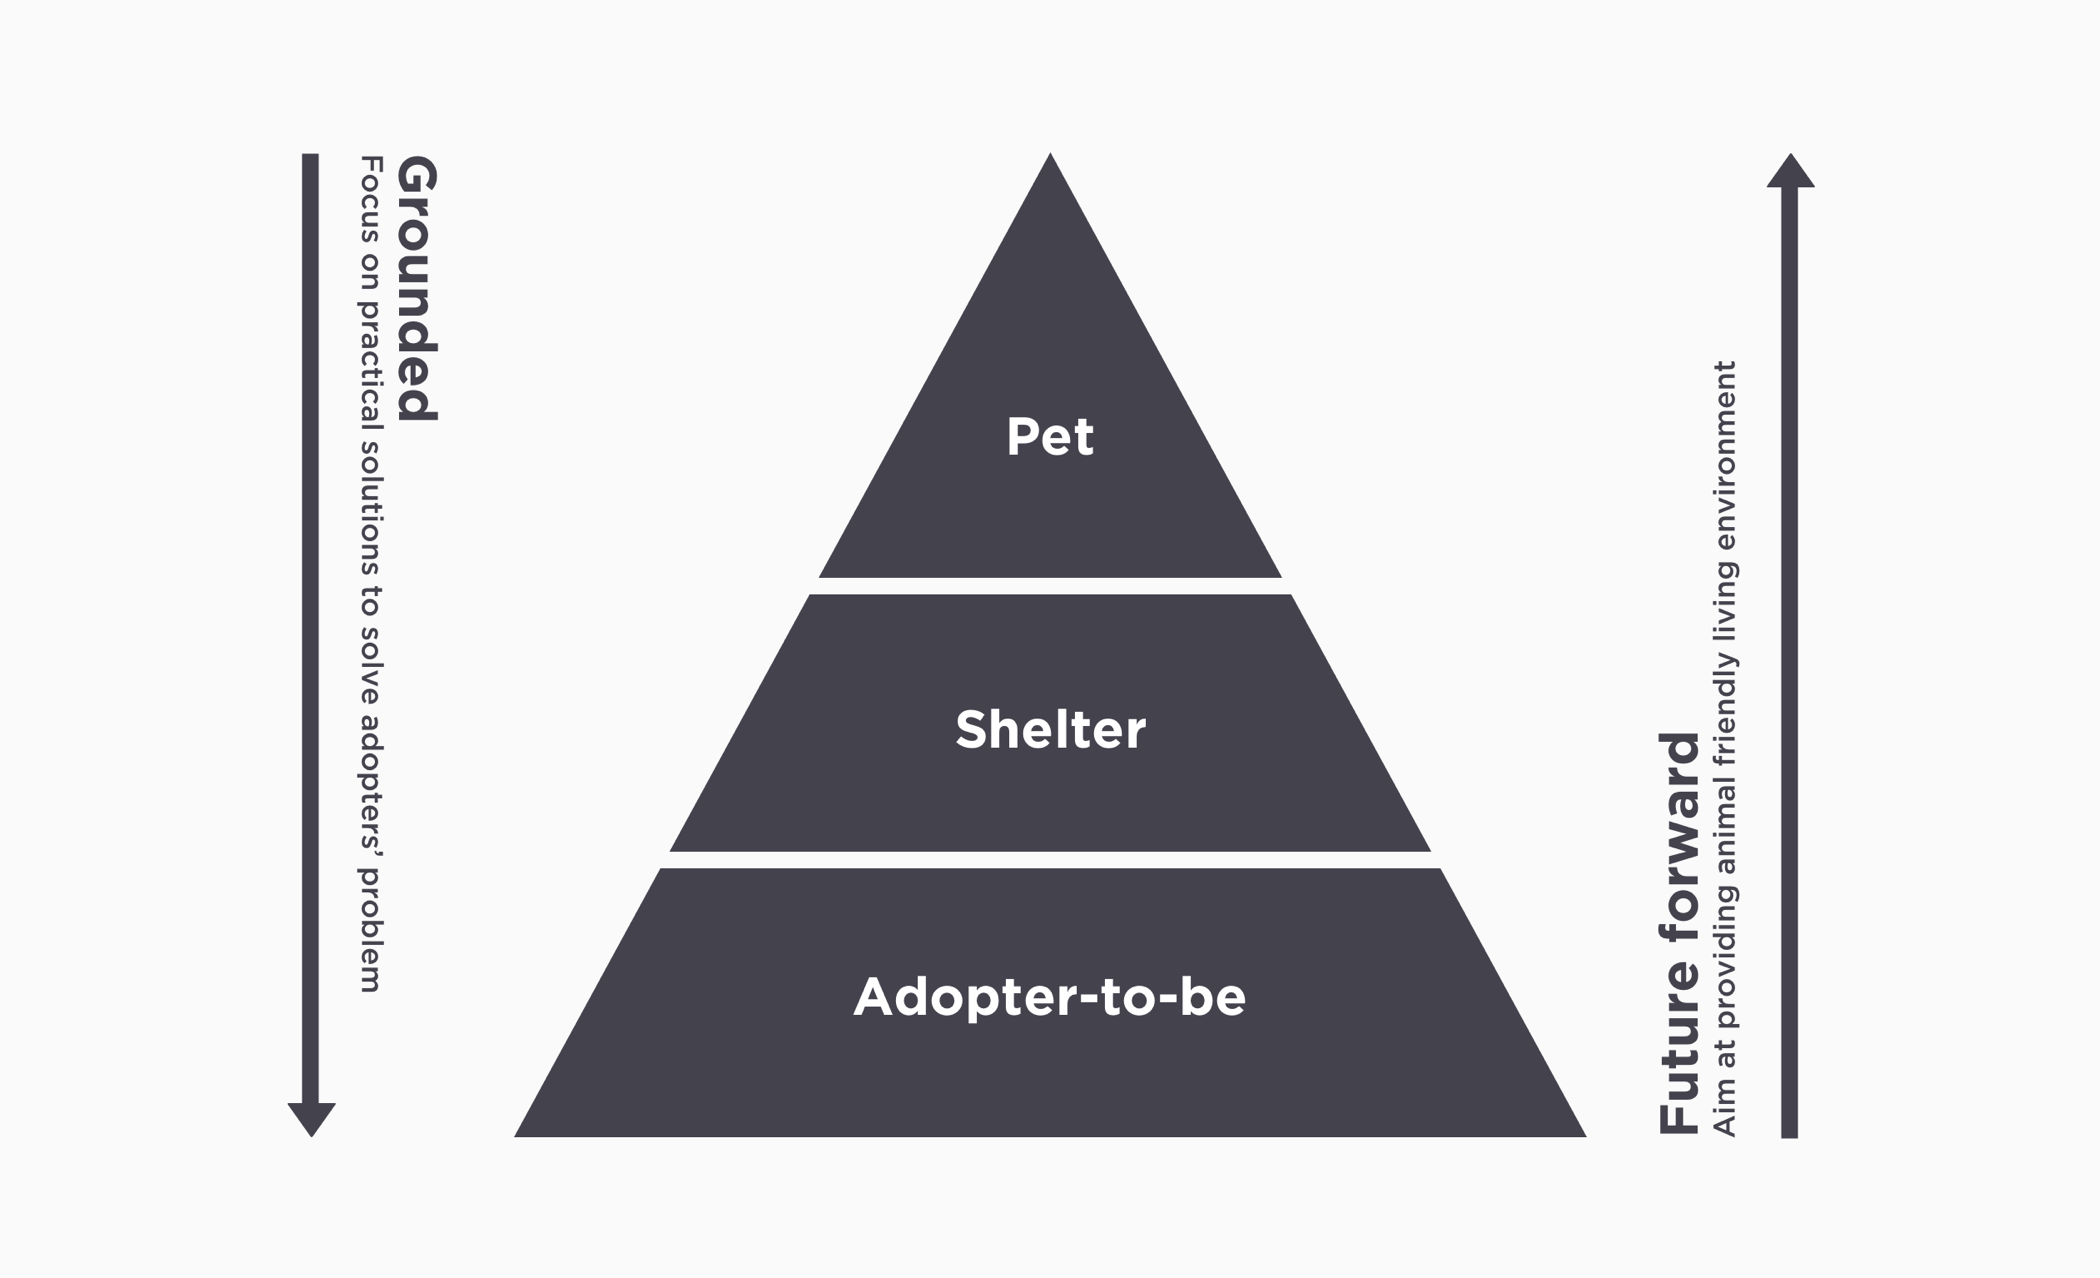 Grounded
Focus on practical solutions to solve adopters’ problem
Pet
Shelter
Adopter-to-be
Future forward
Aim at providing animal friendly living environment